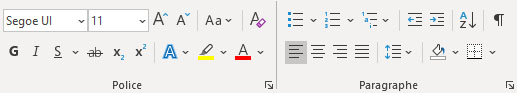 Segoe UI 11 A A Aa A
G I S ab x₂ x² A A A Z
Police Paragraphe